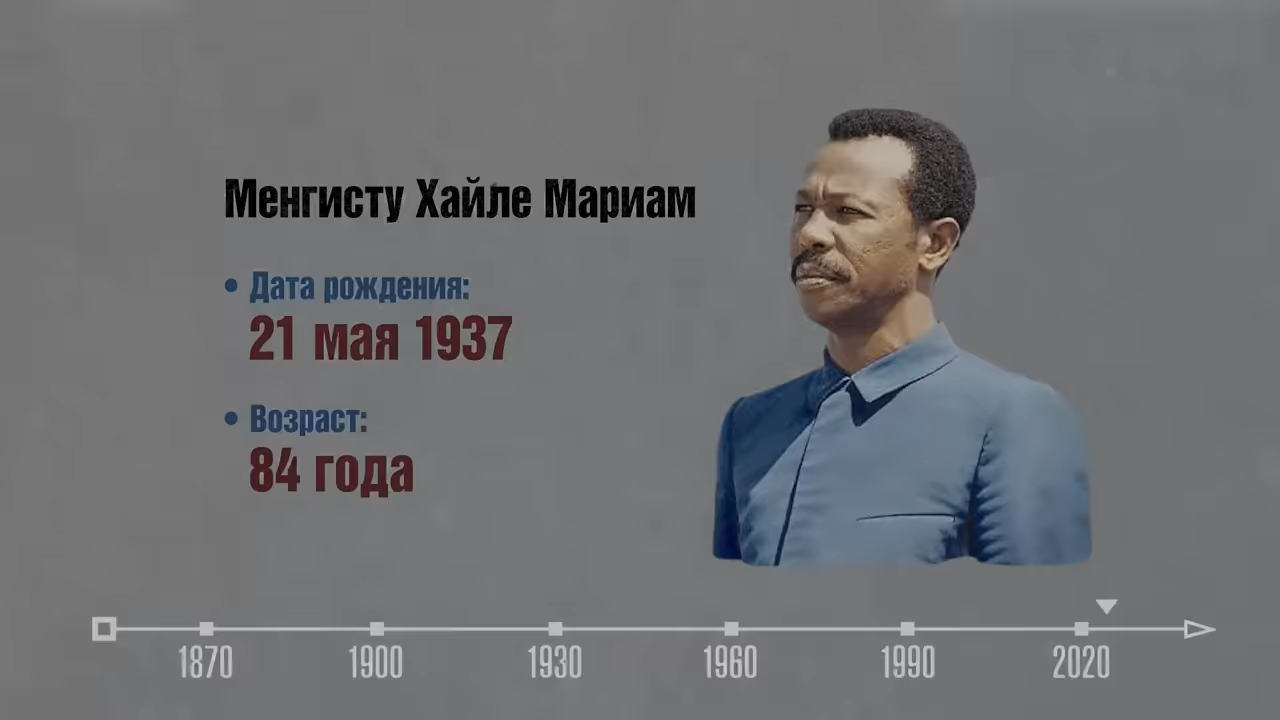 Менгисту Хайле Мариам
• Дата рождения:
21 мая 1937
• Возраст:
84 года
1870 1900 1930 1960 1990 2020